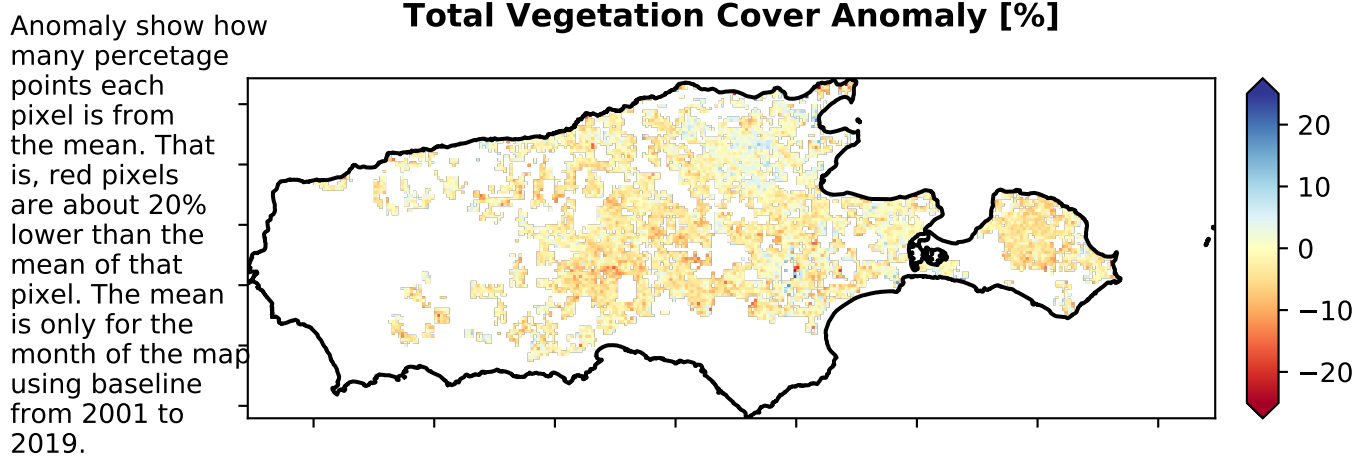 Total Vegetation Cover Anomaly [%]
Anomaly show how
many percetage
points each
pixel is from
the mean. That
is, red pixels
are about 20%
lower than the
mean of that
pixel. The mean
is only for the
month of the map
using baseline
from 2001 to
2019.
20
10
0
−10
−20